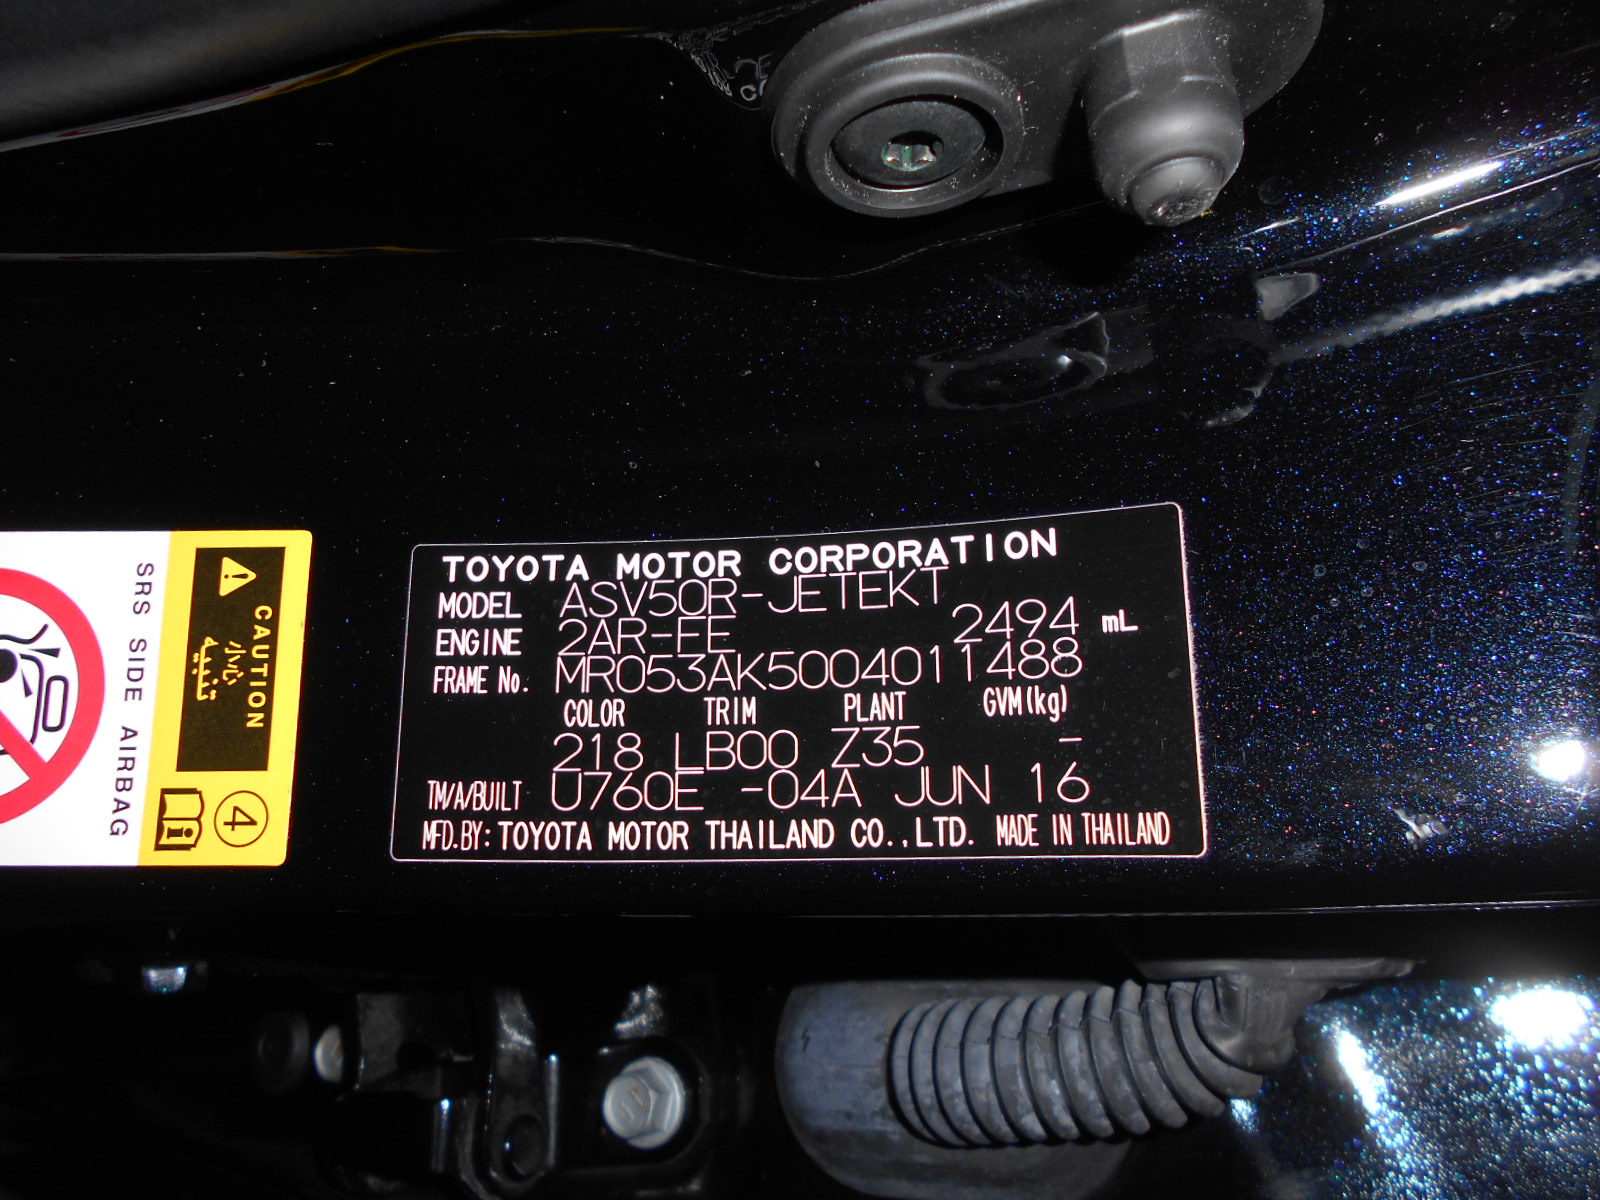 TOYOTA MOTOR CORPORATION
MODEL ASV50R-JETEKT
ENGINE 2AR-FE 2494 mL
FRAME No. MR053AK5004011488
COLOR TRIM PLANT GVM(kg)
218 LB00 Z35 -
TM/A/BUILT U760E -04A JUN 16
MFD.BY: TOYOTA MOTOR THAILAND CO.,LTD. MADE IN THAILAND
CAUTION
تنبيه
4
SRS SIDE AIRBAG